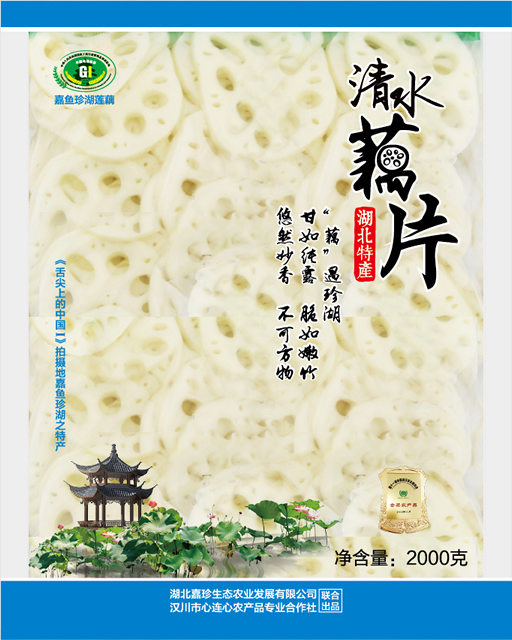 GI
嘉鱼珍湖莲藕
清水
藕片
湖北特產
“藕”遇珍湖
甘如纯露 脆如嫩竹
悠然妙香 不可方物
《舌尖上的中国Ⅱ》拍摄地嘉鱼珍湖之特产
净含量：2000克
湖北嘉珍生态农业发展有限公司
汉川市心连心农产品专业合作社
联合
出品